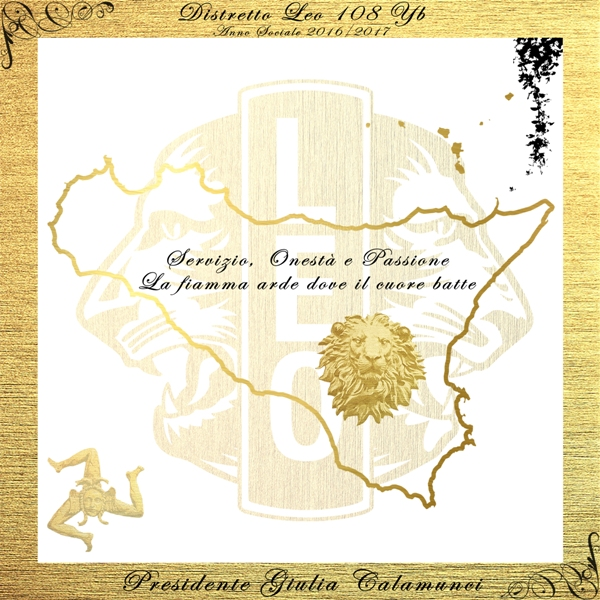 Distretto Leo 108 Yb
Anno Sociale 2016/2017
LEO
Servizio, Onestà e Passione
La fiamma arde dove il cuore batte
Presidente Giulia Calamunci